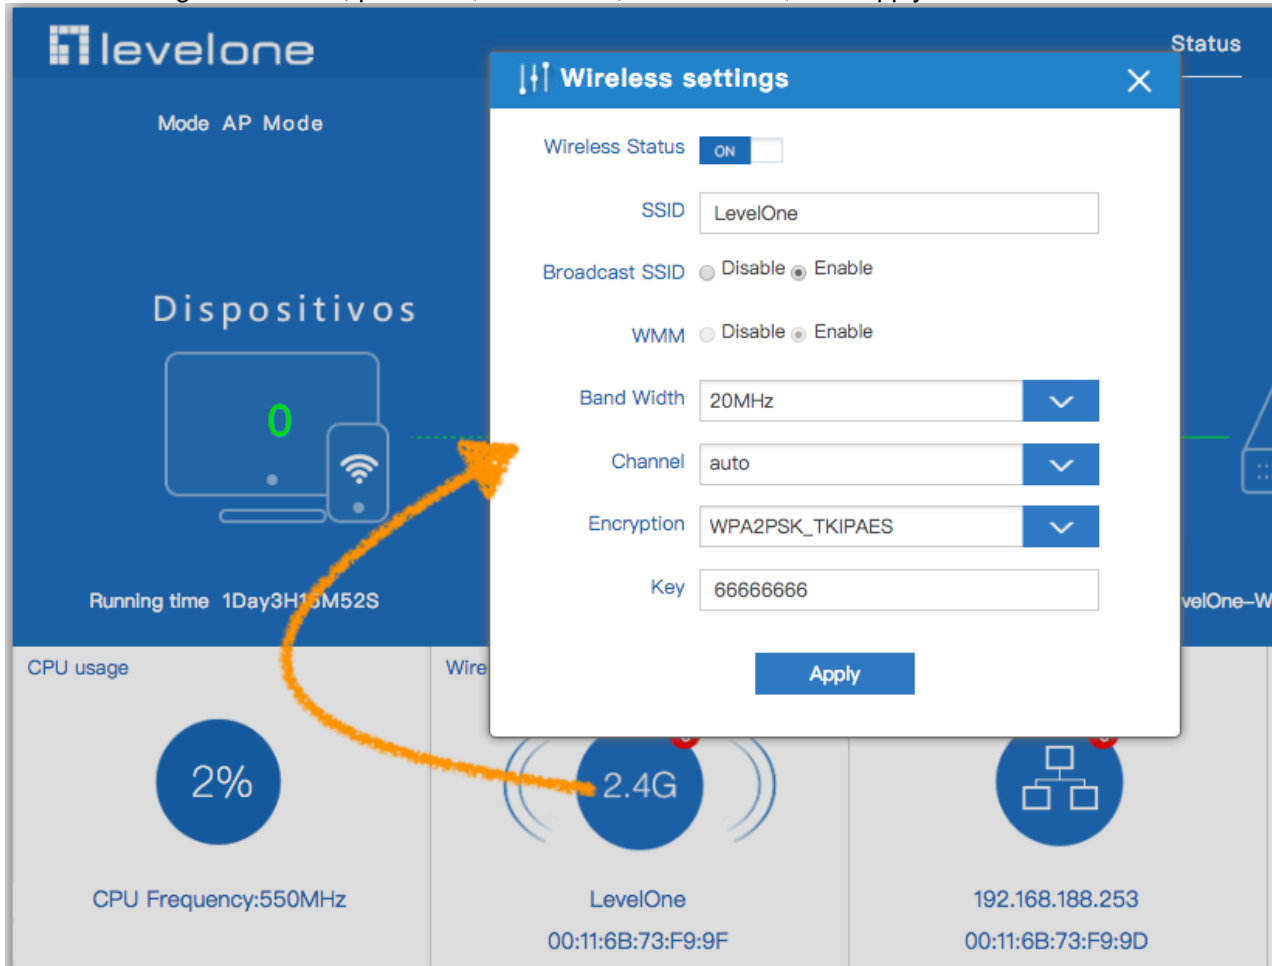 levelone
Status
Wireless settings
Mode AP Mode
Wireless Status ON
SSID LevelOne
Broadcast SSID Disable Enable
Dispositivos
WMM Disable Enable
0
Band Width 20MHz
Channel auto
Encryption WPA2PSK_TKIPAES
Key 66666666
Running time 1Day3H15M52S
velOne-W
Apply
CPU usage
Wire
2%
2.4G
CPU Frequency:550MHz
LevelOne
192.168.188.253
00:11:6B:73:F9:9F
00:11:6B:73:F9:9D